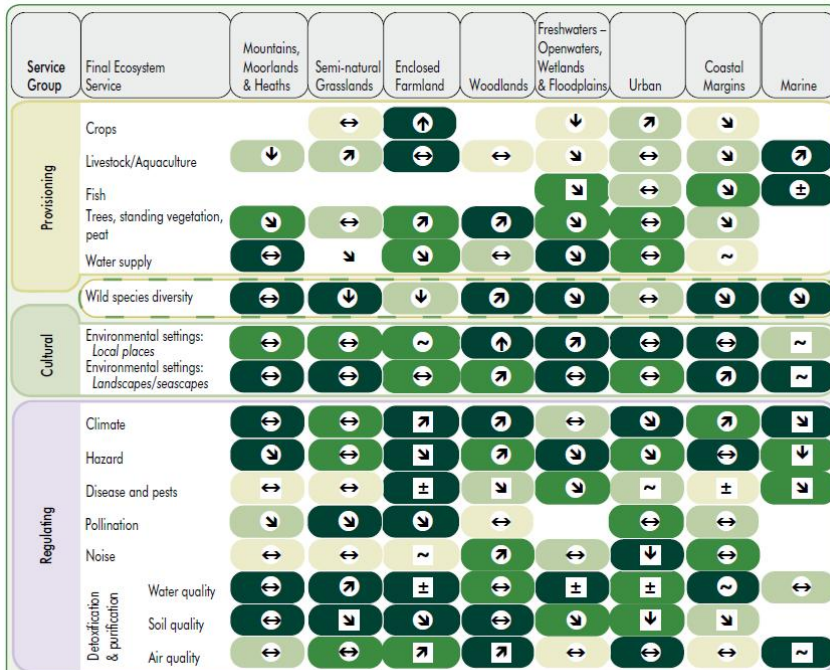 Service Group
Final Ecosystem Service
Mountains, Moorlands & Heaths
Semi-natural Grasslands
Enclosed Farmland
Woodlands
Freshwaters – Openwaters, Wetlands & Floodplains
Urban
Coastal Margins
Marine
Provisioning
Crops
Livestock/Aquaculture
Fish
Trees, standing vegetation, peat
Water supply
Wild species diversity
Cultural
Environmental settings: Local places
Environmental settings: Landscapes/seascapes
Regulating
Climate
Hazard
Disease and pests
Pollination
Noise
Detoxification & purification
Water quality
Soil quality
Air quality